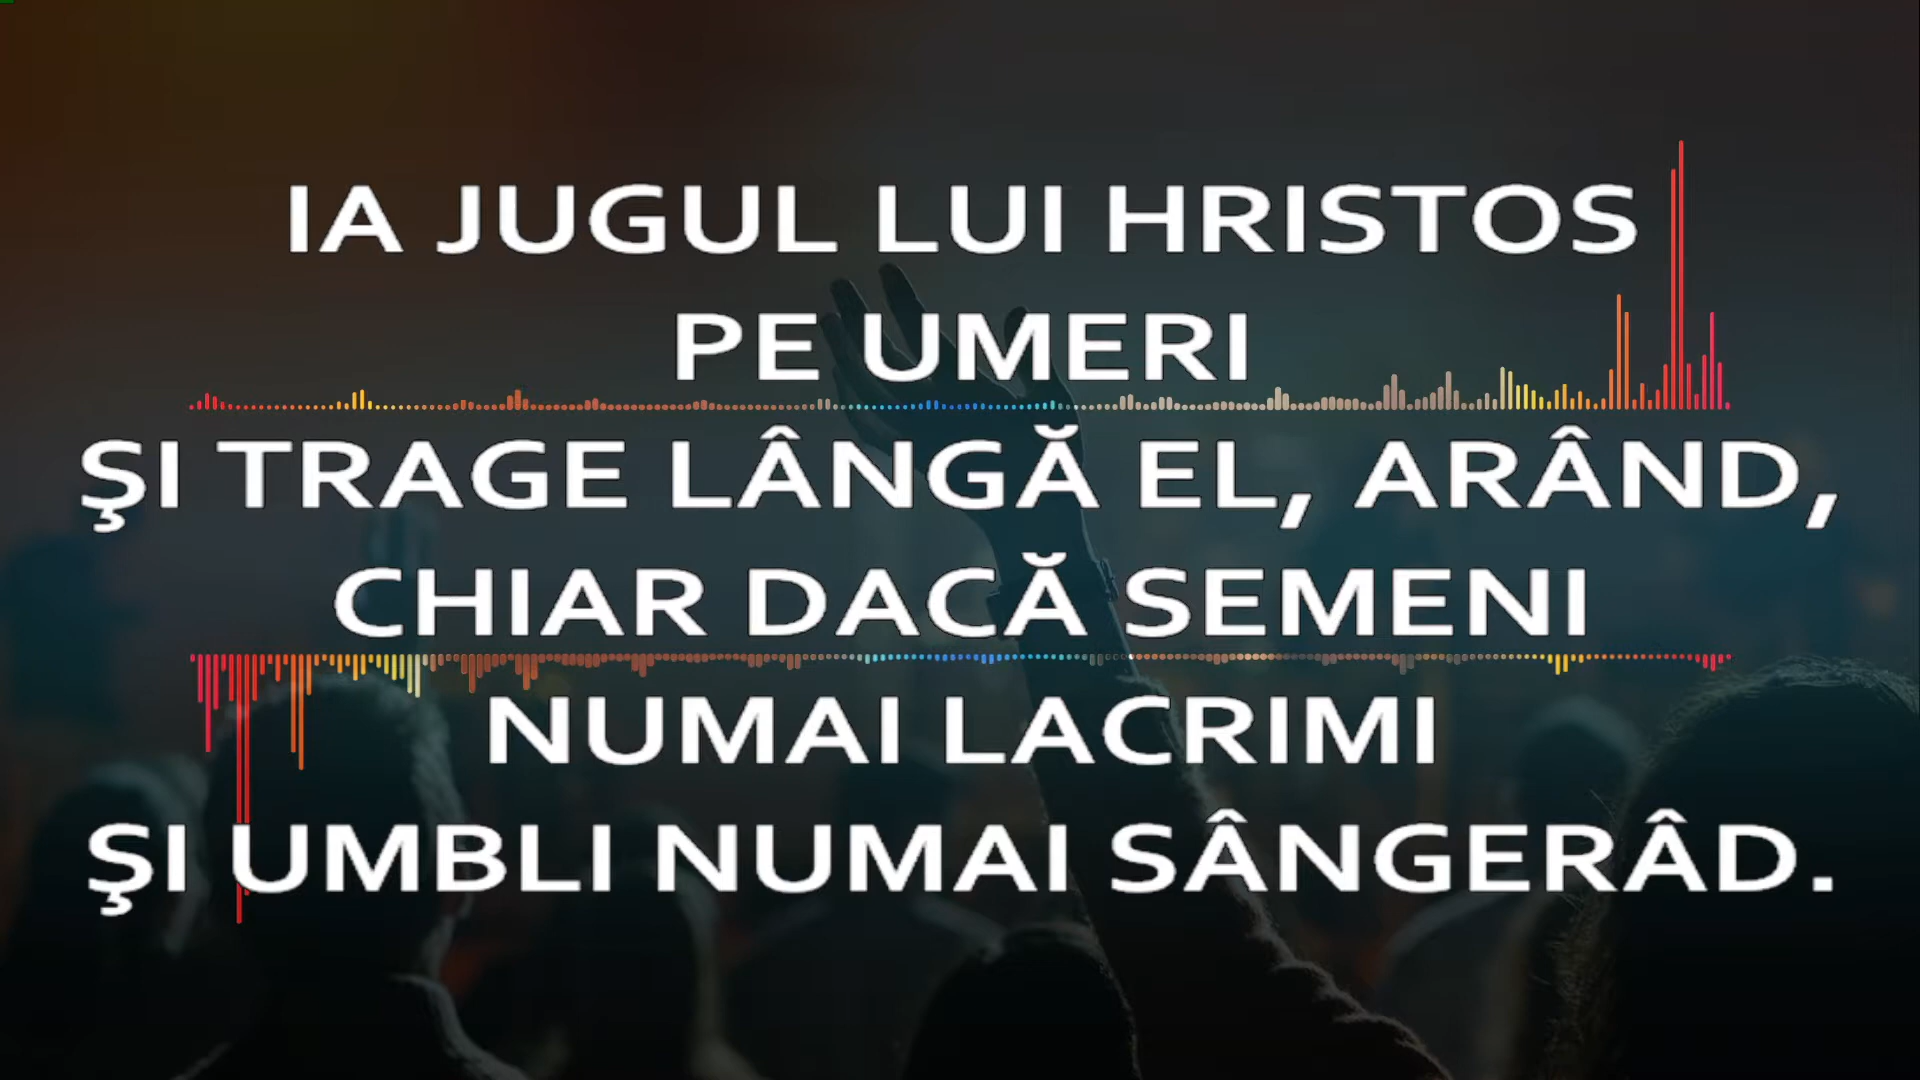 IA JUGUL LUI HRISTOS
PE UMERI
ŞI TRAGE LÂNGĂ EL, ARÂND,
CHIAR DACĂ SEMENI
NUMAI LACRIMI
ŞI UMBLI NUMAI SÂNGERÂD.